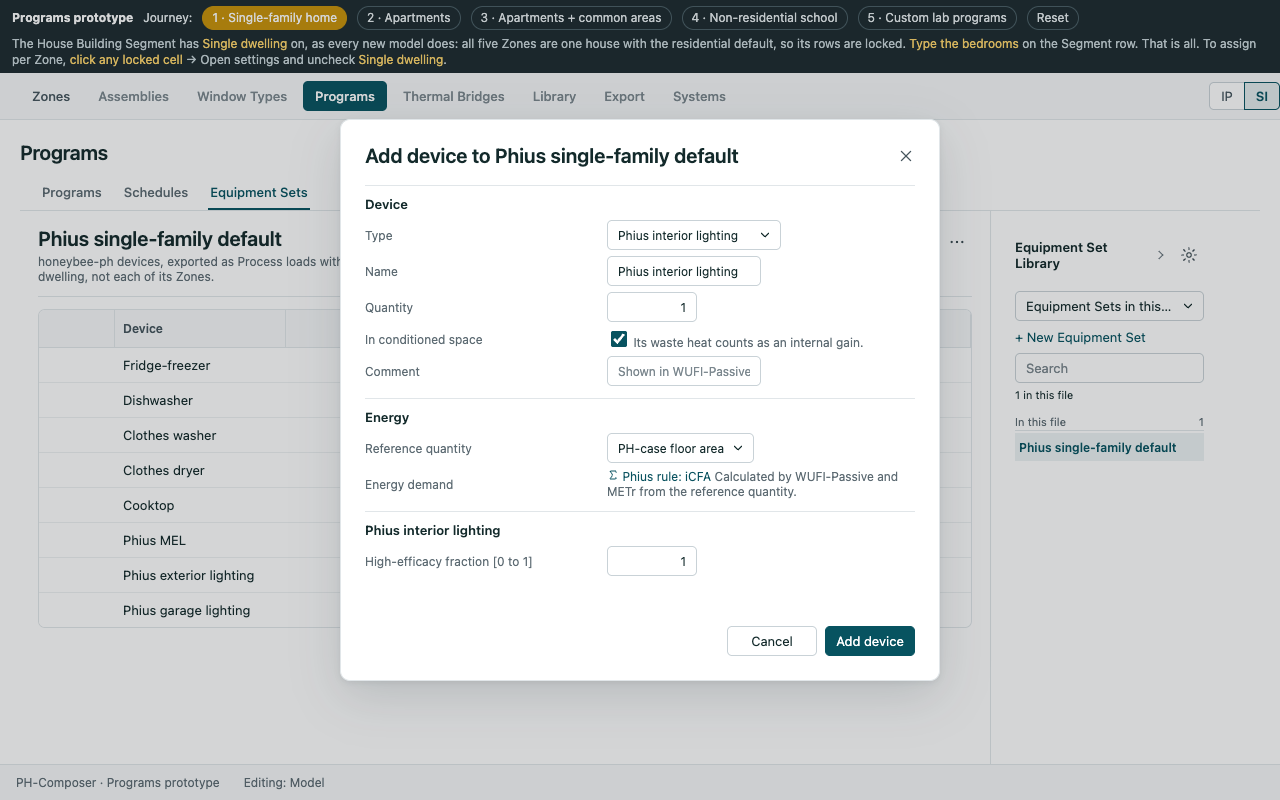 Programs prototype Journey: 1 · Single-family home 2 · Apartments 3 · Apartments + common areas 4 · Non-residential school 5 · Custom lab programs Reset
The House Building Segment has Single dwelling on, as every new model does: all five Zones are one house with the residential default, so its rows are locked. Type the bedrooms on the Segment row. That is all. To assign
per Zone, click any locked cell → Open settings and uncheck Single dwelling.
Zones Assemblies Window Types Programs Thermal Bridges Library Export Systems IP SI
Programs
Programs Schedules Equipment Sets
Phius single-family default
honeybee-ph devices, exported as Process loads with
dwelling, not each of its Zones.
Device
Fridge-freezer
Dishwasher
Clothes washer
Clothes dryer
Cooktop
Phius MEL
Phius exterior lighting
Phius garage lighting
Add device to Phius single-family default
Device
Type Phius interior lighting
Name Phius interior lighting
Quantity 1
In conditioned space Its waste heat counts as an internal gain.
Comment Shown in WUFI-Passive
Energy
Reference quantity PH-case floor area
Energy demand Σ Phius rule: iCFA Calculated by WUFI-Passive and
METr from the reference quantity.
Phius interior lighting
High-efficacy fraction [0 to 1] 1
Cancel Add device
...
Equipment Set
Library
Equipment Sets in this...
+ New Equipment Set
Search
1 in this file
In this file 1
Phius single-family default
PH-Composer · Programs prototype Editing: Model